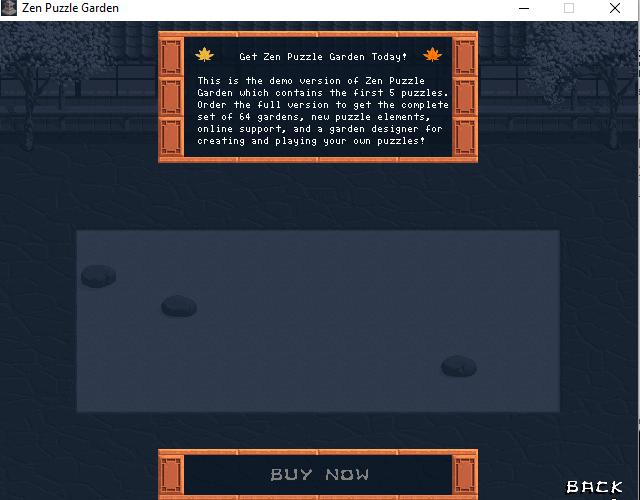 Zen Puzzle Garden
Get Zen Puzzle Garden Today!
This is the demo version of Zen Puzzle
Garden which contains the first 5 puzzles.
Order the full version to get the complete
set of 64 gardens, new puzzle elements,
online support, and a garden designer for
creating and playing your own puzzles!
BUY NOW
BACK